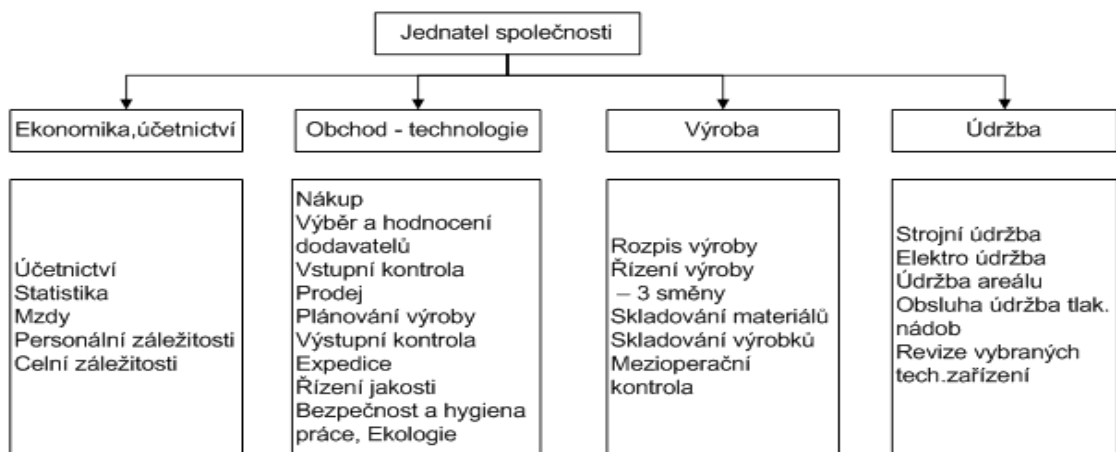 Jednatel společnosti
Ekonomika,účetnictví
Obchod - technologie
Výroba
Údržba
Účetnictví
Statistika
Mzdy
Personální záležitosti
Celní záležitosti
Nákup
Výběr a hodnocení
dodavatelů
Vstupní kontrola
Prodej
Plánování výroby
Výstupní kontrola
Expedice
Řízení jakosti
Bezpečnost a hygiena
práce, Ekologie
Rozpis výroby
Řízení výroby
– 3 směny
Skladování materiálů
Skladování výrobků
Mezioperační
kontrola
Strojní údržba
Elektro údržba
Údržba areálu
Obsluha údržba tlak.
nádob
Revize vybraných
tech.zařízení